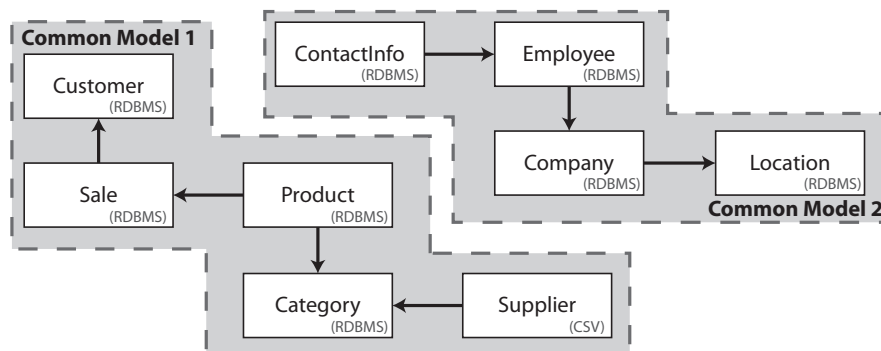 Common Model 1
Customer
(RDBMS)
Sale
(RDBMS)
Product
(RDBMS)
Category
(RDBMS)
Supplier
(CSV)
ContactInfo
(RDBMS)
Employee
(RDBMS)
Company
(RDBMS)
Location
(RDBMS)
Common Model 2